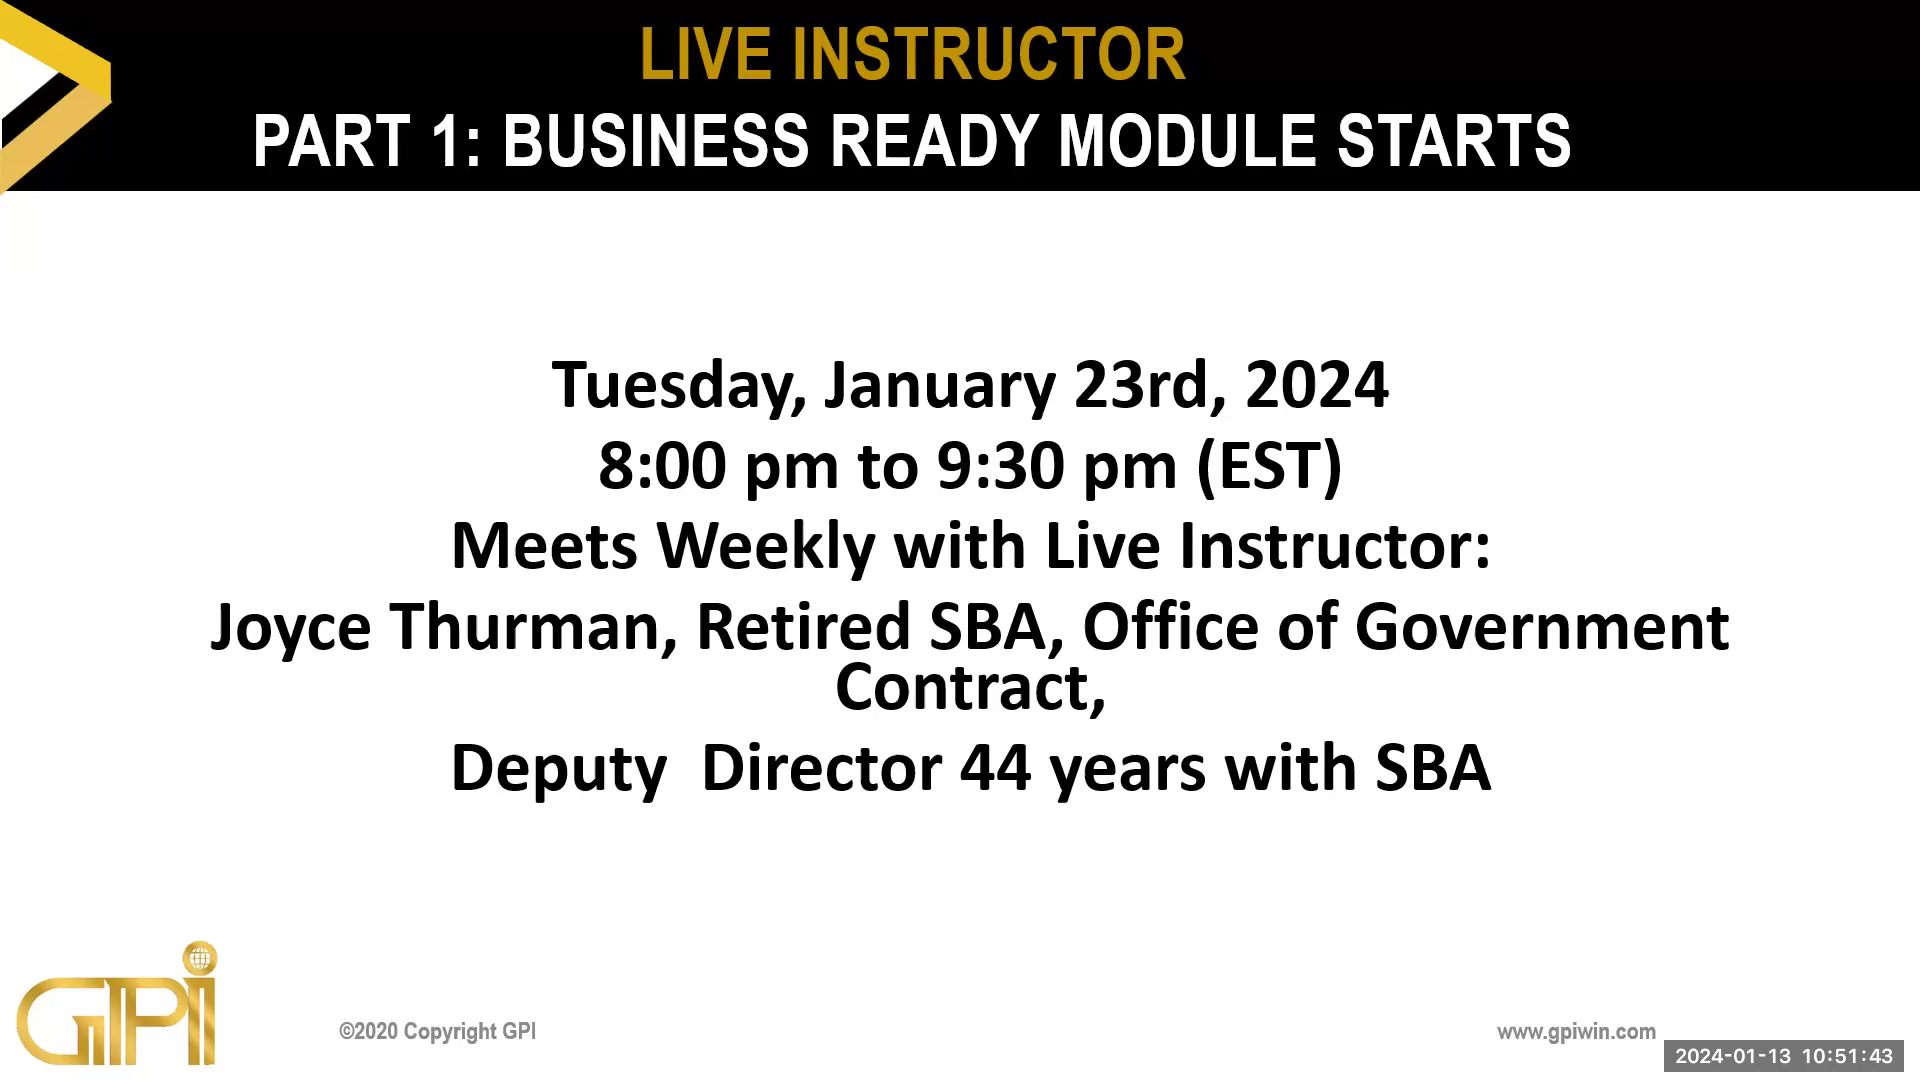 LIVE INSTRUCTOR
PART 1: BUSINESS READY MODULE STARTS
Tuesday, January 23rd, 2024
8:00 pm to 9:30 pm (EST)
Meets Weekly with Live Instructor:
Joyce Thurman, Retired SBA, Office of Government
Contract,
Deputy  Director 44 years with SBA
GPi
©2020 Copyright GPI
www.gpiwin.com
2024-01-13 10:51:43